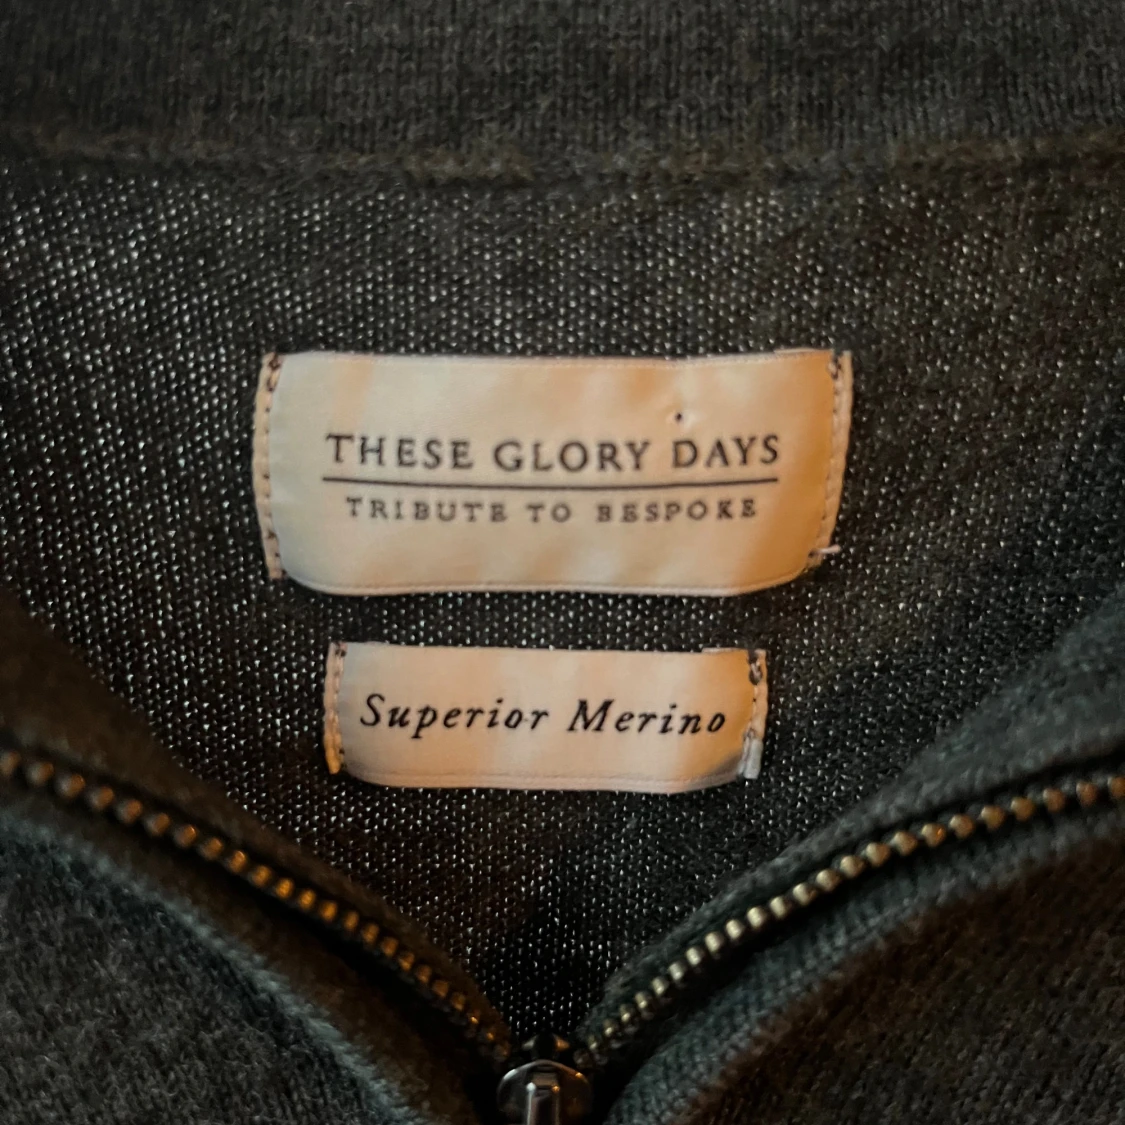 THESE GLORY DAYS
TRIBUTE TO BESPOKE
Superior Merino